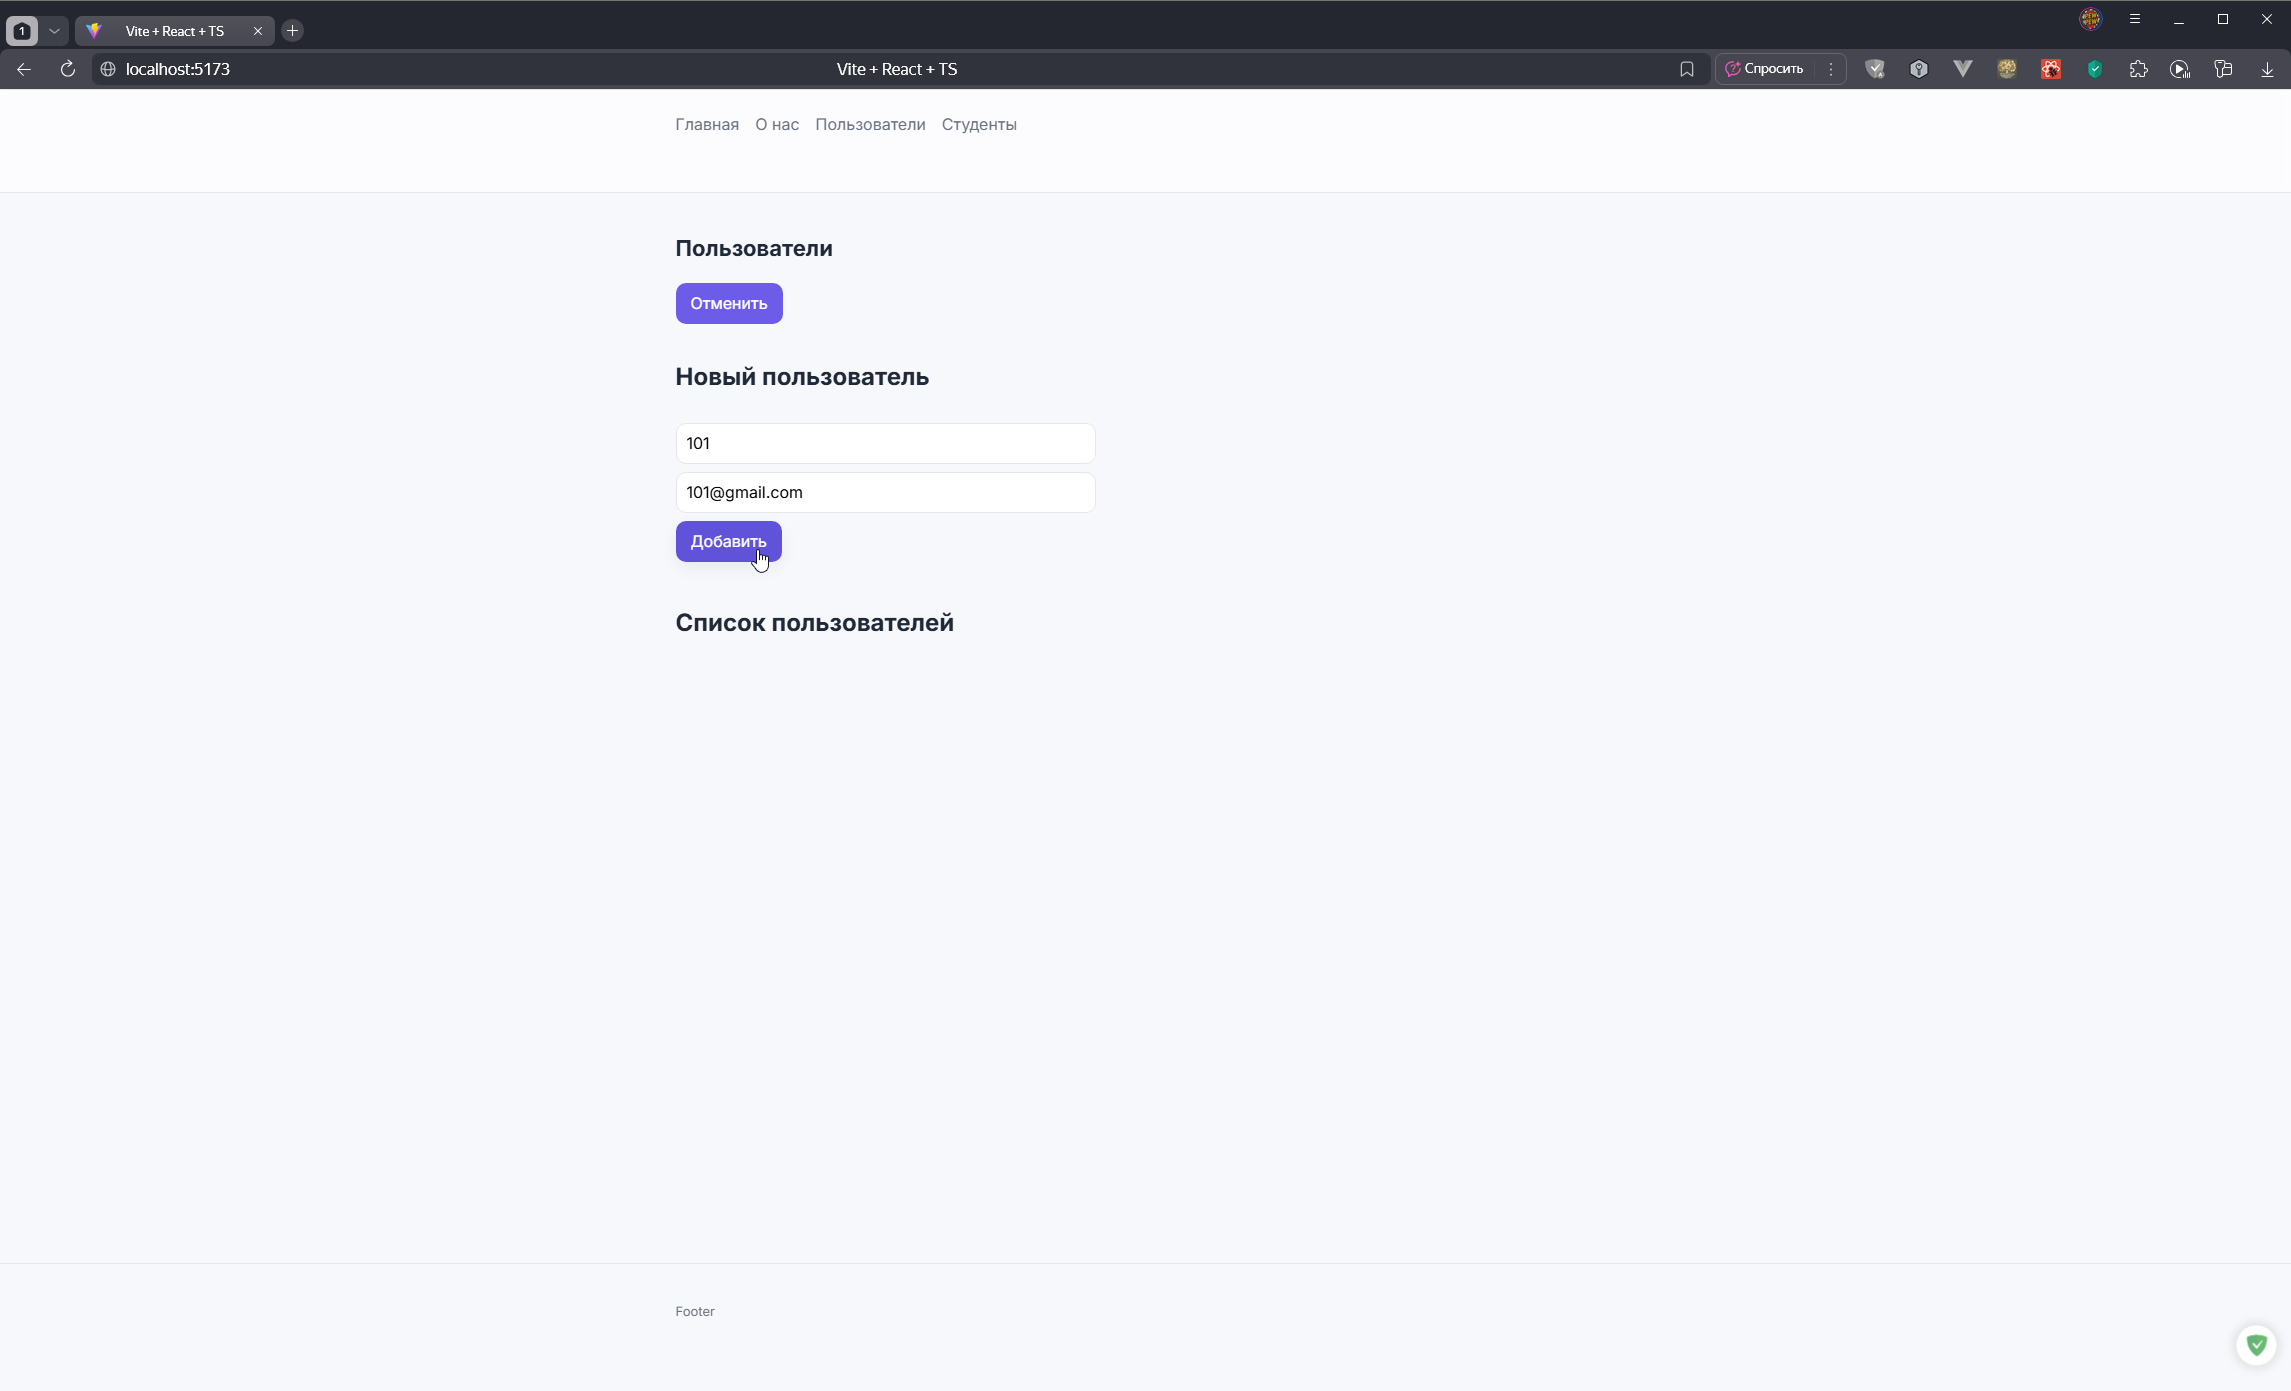 1
Vite + React + TS
localhost:5173
Vite + React + TS
Спросить
Главная О нас Пользователи Студенты
Пользователи
Отменить
Новый пользователь
101
101@gmail.com
Добавить
Список пользователей
Footer